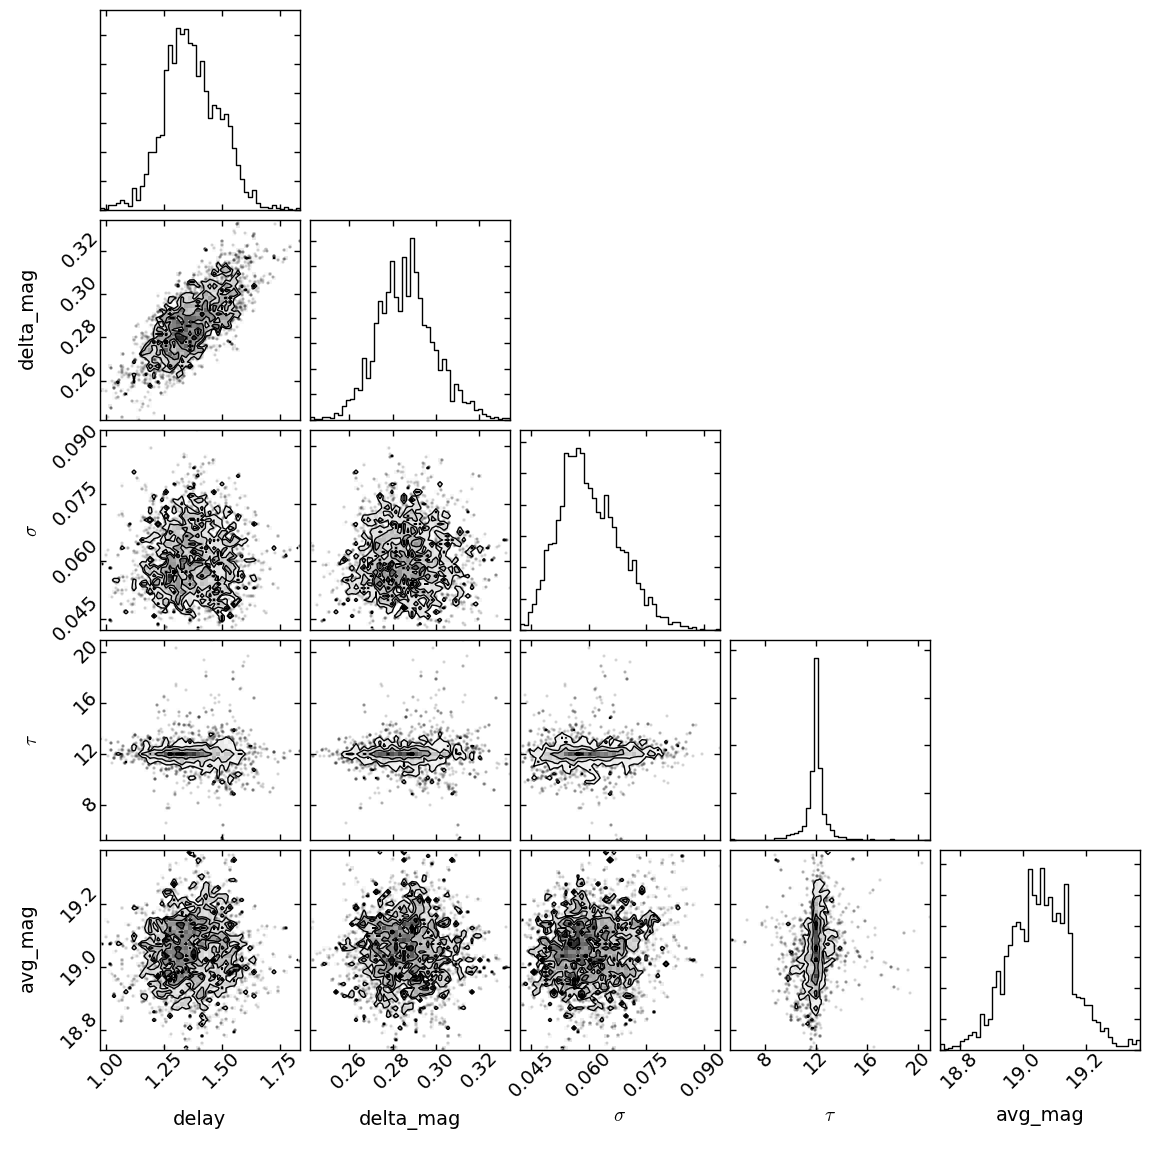 delta_mag
0.32
0.30
0.28
0.26
σ
0.090
0.075
0.060
0.045
τ
20
16
12
8
avg_mag
19.2
19.0
18.8
1.00 1.25 1.50 1.75
0.26 0.28 0.30 0.32
0.045 0.060 0.075 0.090
8 12 16 20
18.8 19.0 19.2
delay delta_mag σ τ avg_mag